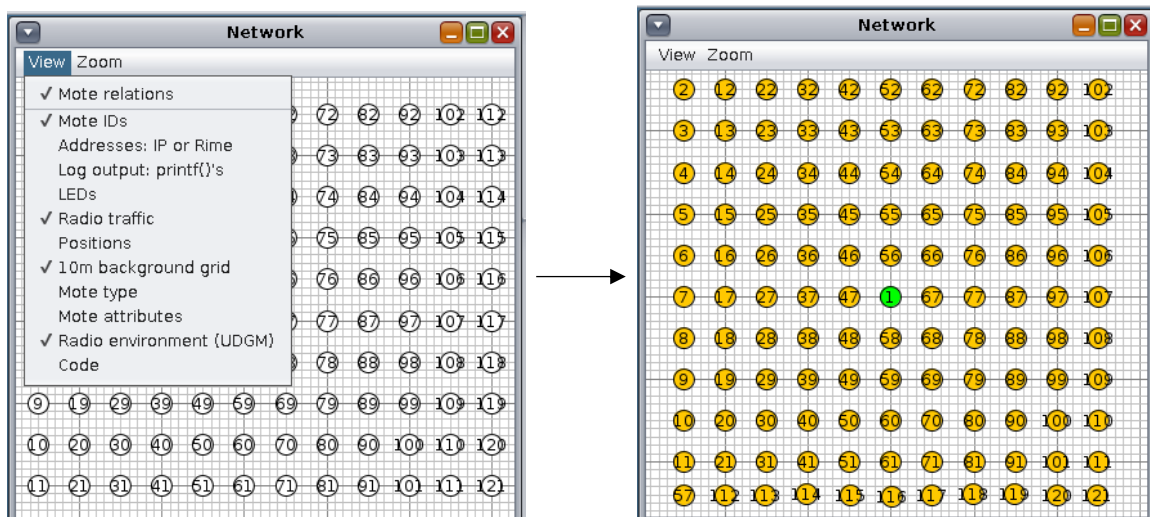 Network
View Zoom
Mote relations
Mote IDs
Addresses: IP or Rime
Log output: printf()'s
LEDs
Radio traffic
Positions
10m background grid
Mote type
Mote attributes
Radio environment (UDGM)
Code
72 82 92 102 112
73 83 93 103 113
74 84 94 104 114
75 85 95 105 115
76 86 96 106 116
77 87 97 107 117
78 88 98 108 118
9 19 29 39 49 59 69 79 89 99 109 119
10 20 30 40 50 60 70 80 90 100 110 120
11 21 31 41 51 61 71 81 91 101 111 121
Network
View Zoom
2 12 22 32 42 52 62 72 82 92 102
3 13 23 33 43 53 63 73 83 93 103
4 14 24 34 44 54 64 74 84 94 104
5 15 25 35 45 55 65 75 85 95 105
6 16 26 36 46 56 66 76 86 96 106
7 17 27 37 47 1 67 77 87 97 107
8 18 28 38 48 58 68 78 88 98 108
9 19 29 39 49 59 69 79 89 99 109
10 20 30 40 50 60 70 80 90 100 110
11 21 31 41 51 61 71 81 91 101 111
57 112 113 114 115 116 117 118 119 120 121